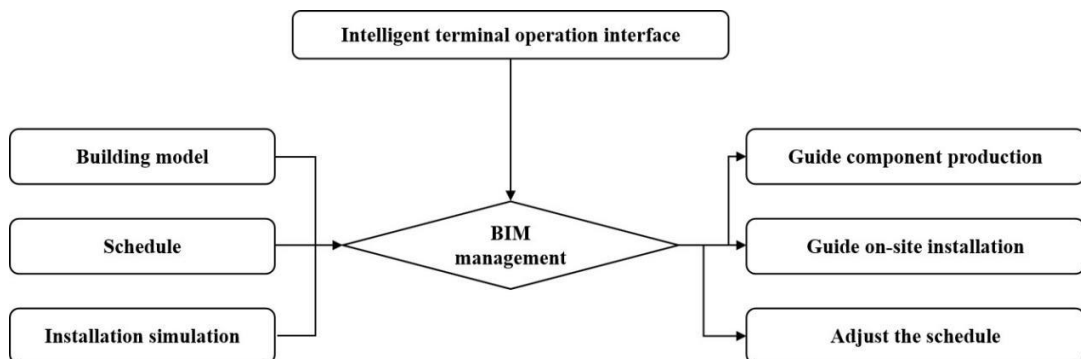 Intelligent terminal operation interface
Building model
Schedule
Installation simulation
BIM
management
Guide component production
Guide on-site installation
Adjust the schedule